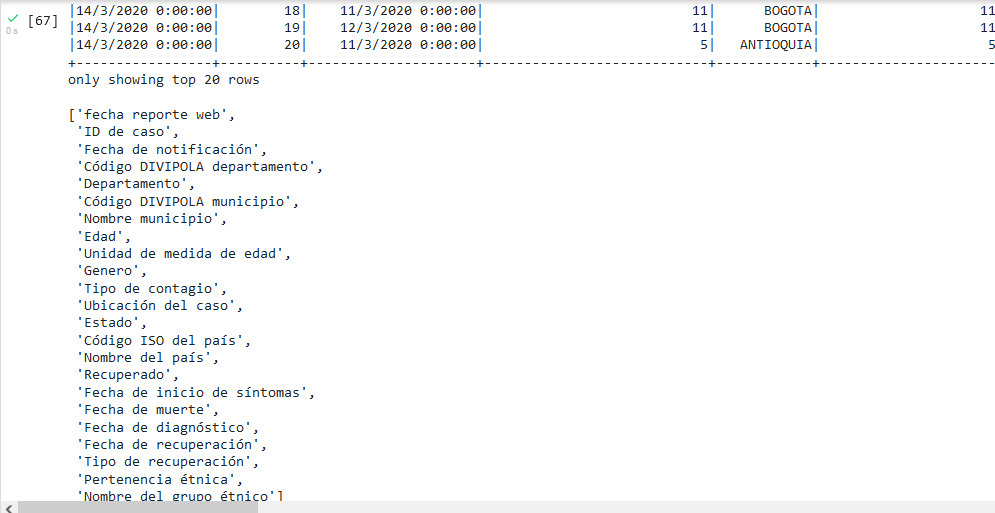 [67]
0 s
|14/3/2020 0:00:00| 18| 11/3/2020 0:00:00| 11| BOGOTA| 11
|14/3/2020 0:00:00| 19| 12/3/2020 0:00:00| 11| BOGOTA| 11
|14/3/2020 0:00:00| 20| 11/3/2020 0:00:00| 5| ANTIOQUIA| 5
+-----------------+----------+---------------------+----------------------------+------------+----------------------
only showing top 20 rows
['fecha reporte web',
'ID de caso',
'Fecha de notificación',
'Código DIVIPOLA departamento',
'Departamento',
'Código DIVIPOLA municipio',
'Nombre municipio',
'Edad',
'Unidad de medida de edad',
'Genero',
'Tipo de contagio',
'Ubicación del caso',
'Estado',
'Código ISO del país',
'Nombre del país',
'Recuperado',
'Fecha de inicio de síntomas',
'Fecha de muerte',
'Fecha de diagnóstico',
'Fecha de recuperación',
'Tipo de recuperación',
'Pertenencia étnica',
'Nombre del grupo étnico']